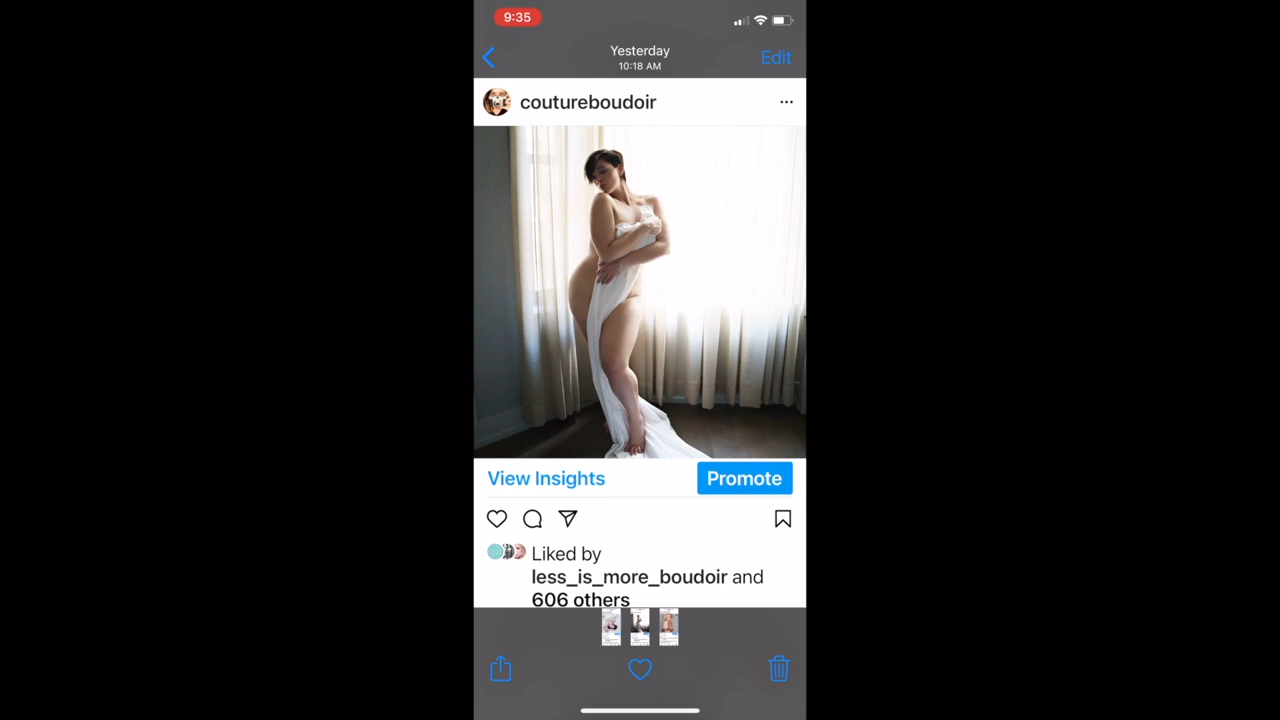 9:35
Yesterday
10:18 AM
Edit
coutureboudoir
View Insights
Promote
Liked by
less_is_more_boudoir and
606 others